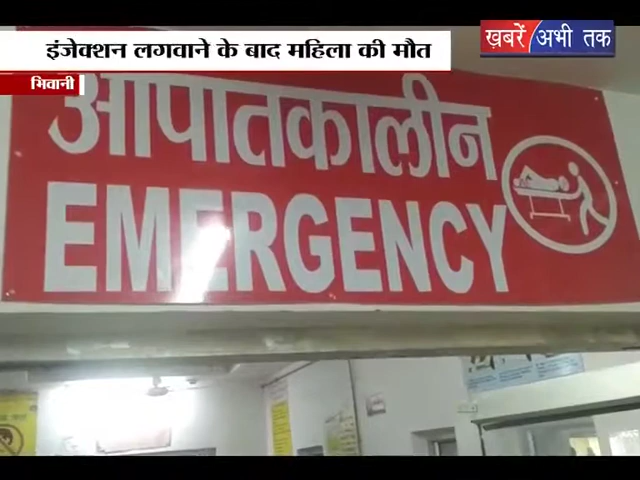 इंजेक्शन लगवाने के बाद महिला की मौत
ख़बरें अभी तक
भिवानी
आपातकालीन
EMERGENCY